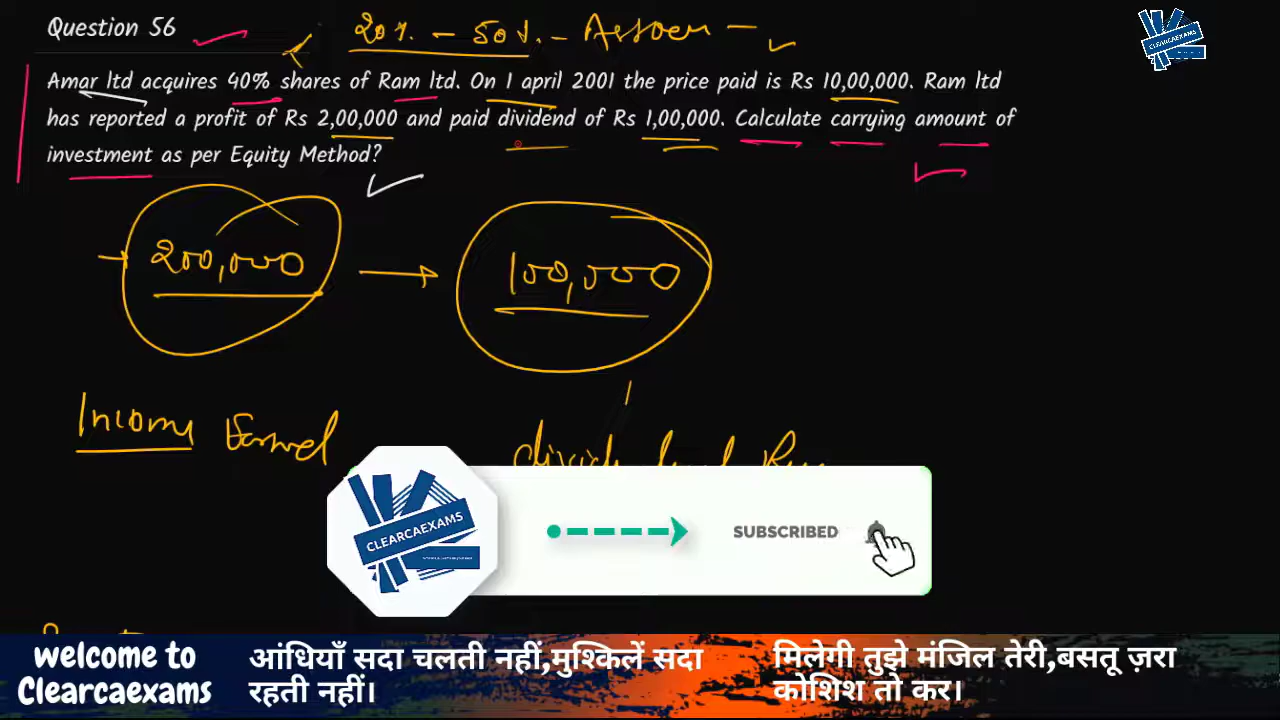 Question 56
20% - 50%. -
CLEARCAEXAMS
Amar ltd acquires 40% shares of Ram ltd. On 1 april 2001 the price paid is Rs 10,00,000. Ram ltd
has reported a profit of Rs 2,00,000 and paid dividend of Rs 1,00,000. Calculate carrying amount of
investment as per Equity Method?
200,000
100,000
Income Earned
CLEARCAEXAMS
SUBSCRIBED
welcome to
Clearcaexams
आंधियाँ सदा चलती नहीं,मुश्किलें सदा
रहती नहीं।
मिलेगी तुझे मंजिल तेरी,बसतू ज़रा
कोशिश तो कर।